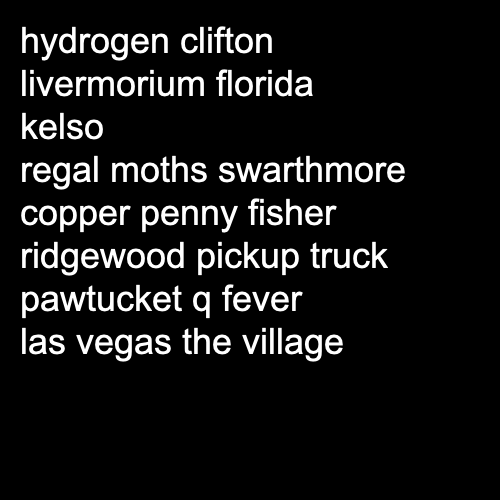 hydrogen clifton
livermorium florida
kelso
regal moths swarthmore
copper penny fisher
ridgewood pickup truck
pawtucket q fever
las vegas the village